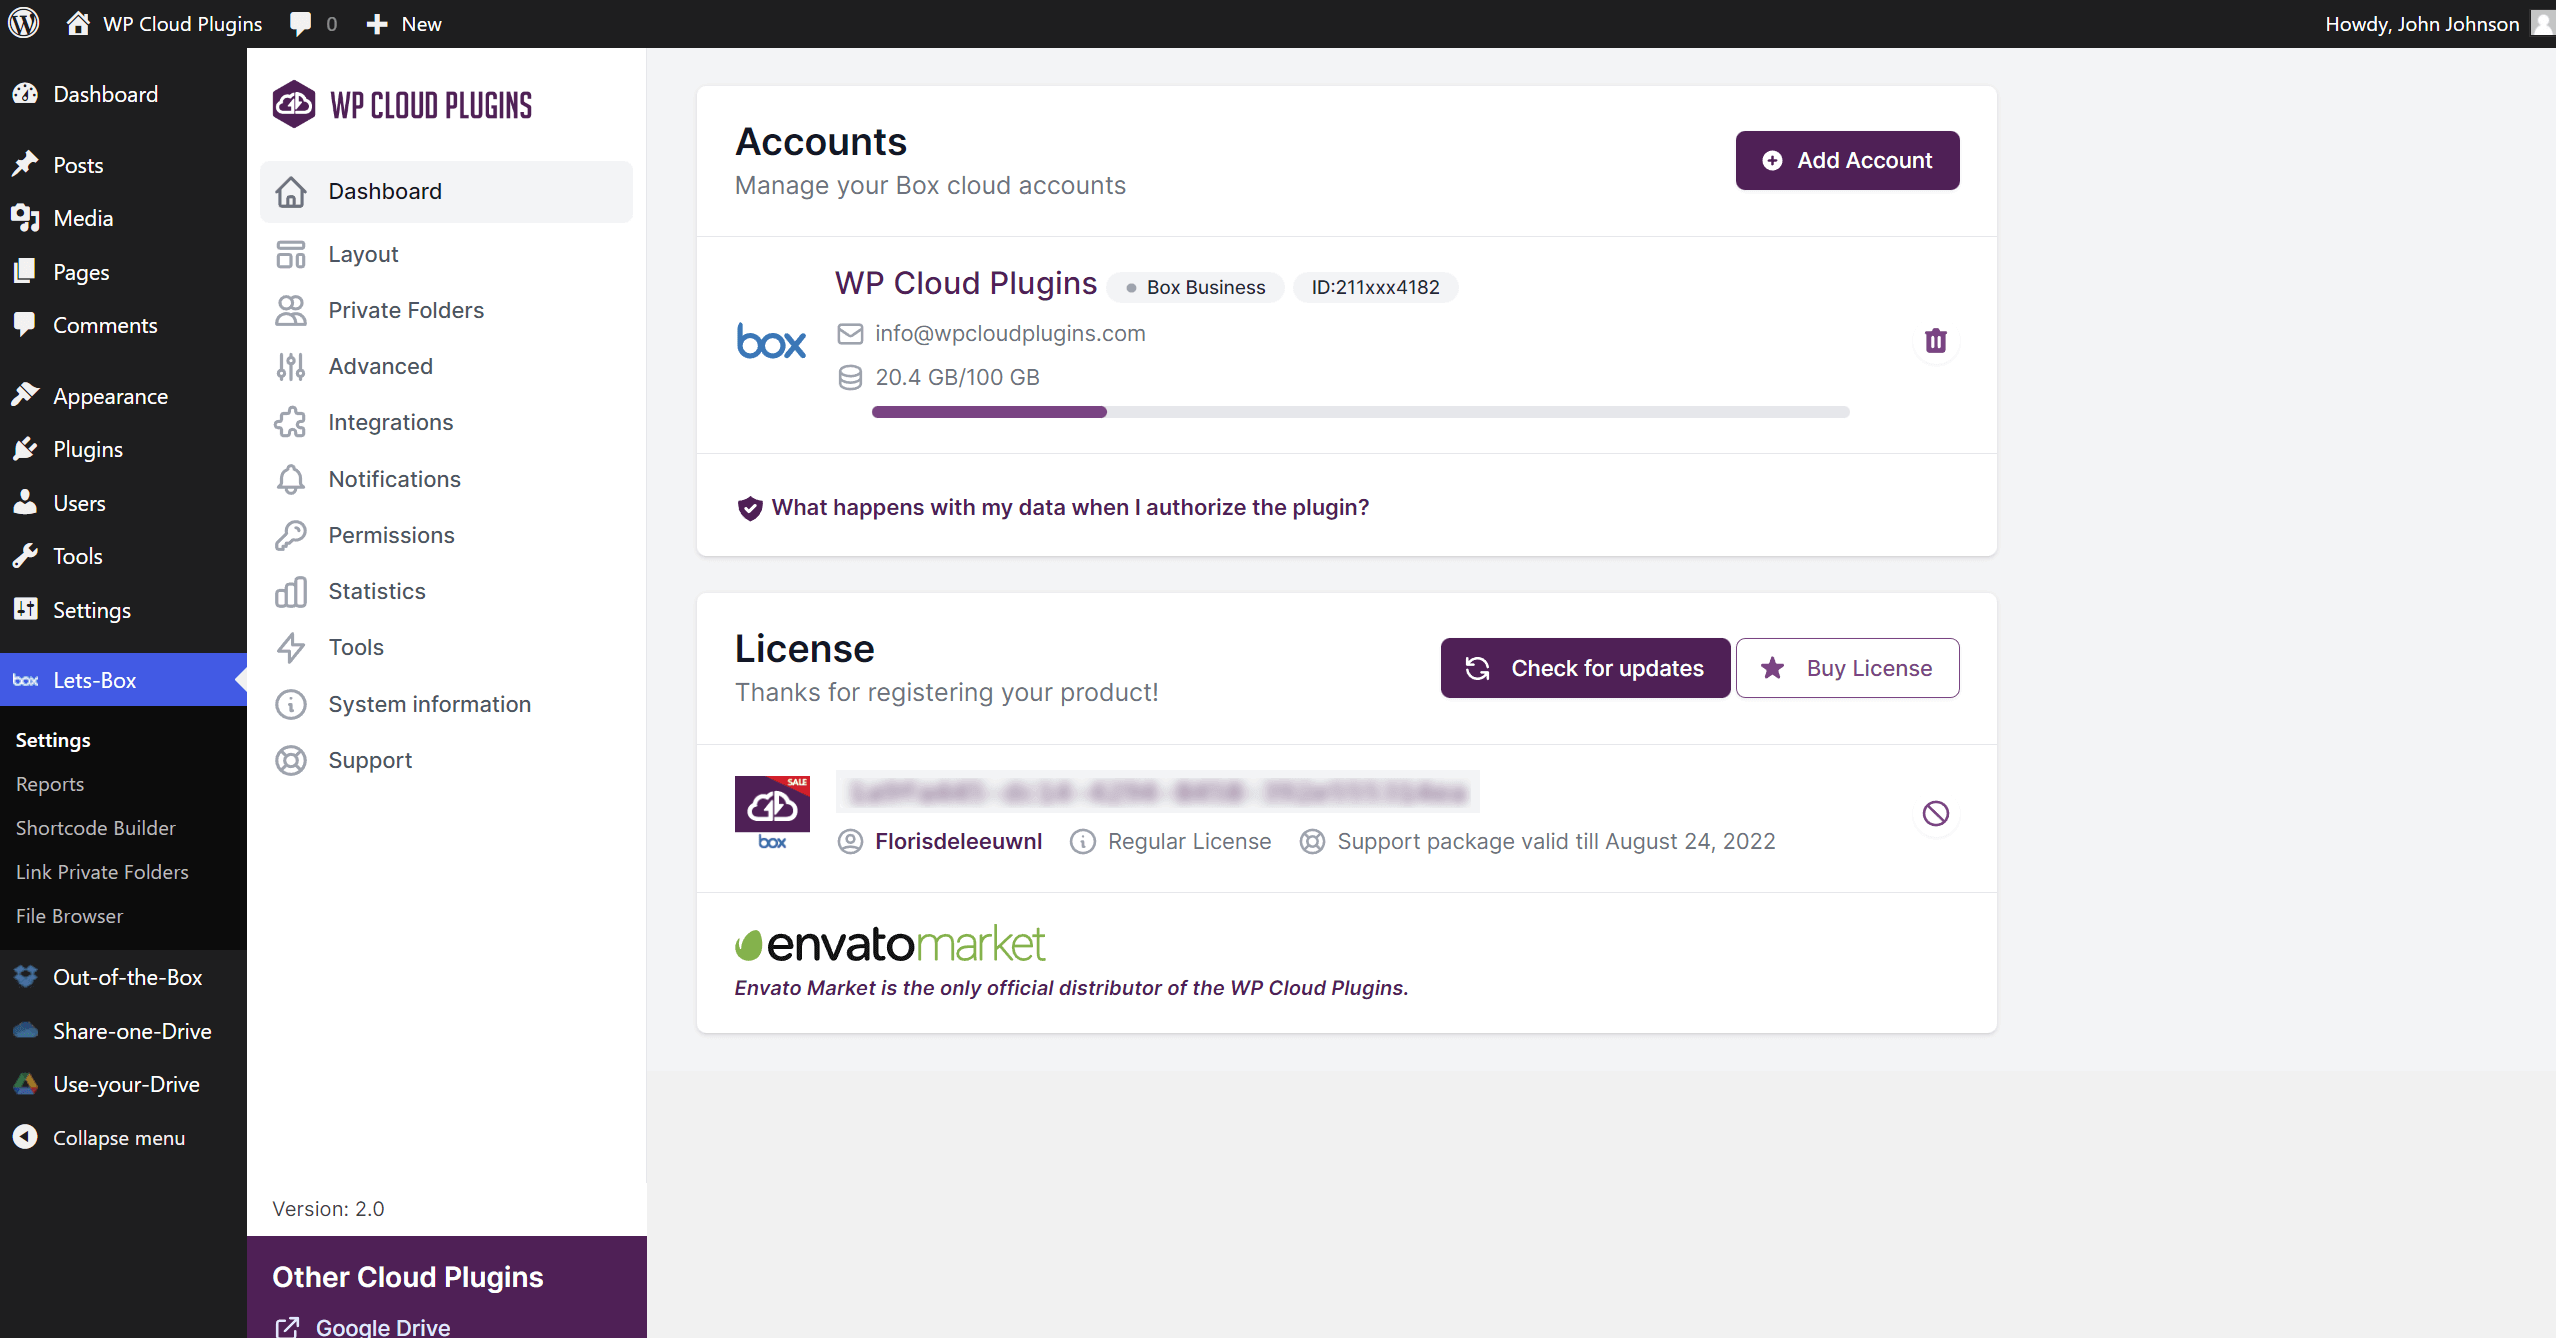 WP Cloud Plugins 0 New Howdy, John Johnson
Dashboard
Posts
Media
Pages
Comments
Appearance
Plugins
Users
Tools
Settings
box Lets-Box
Settings
Reports
Shortcode Builder
Link Private Folders
File Browser
Out-of-the-Box
Share-one-Drive
Use-your-Drive
Collapse menu
WP CLOUD PLUGINS
Dashboard
Layout
Private Folders
Advanced
Integrations
Notifications
Permissions
Statistics
Tools
System information
Support
Version: 2.0
Other Cloud Plugins
Google Drive
Accounts
Manage your Box cloud accounts
Add Account
WP Cloud Plugins Box Business ID:211xxx4182
box
info@wpcloudplugins.com
20.4 GB/100 GB
What happens with my data when I authorize the plugin?
License
Thanks for registering your product!
Check for updates
Buy License
SALE
box
Florisdeleeuwnl Regular License Support package valid till August 24, 2022
envatomarket
Envato Market is the only official distributor of the WP Cloud Plugins.